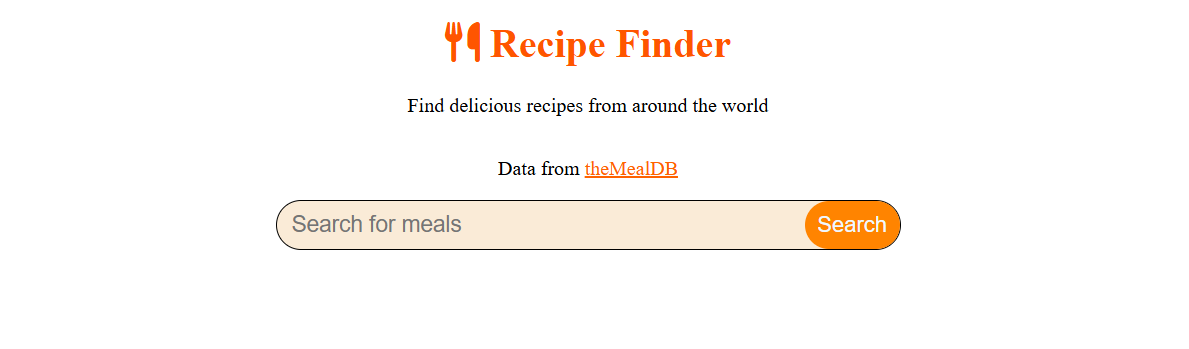 Recipe Finder
Find delicious recipes from around the world
Data from theMealDB
Search for meals
Search